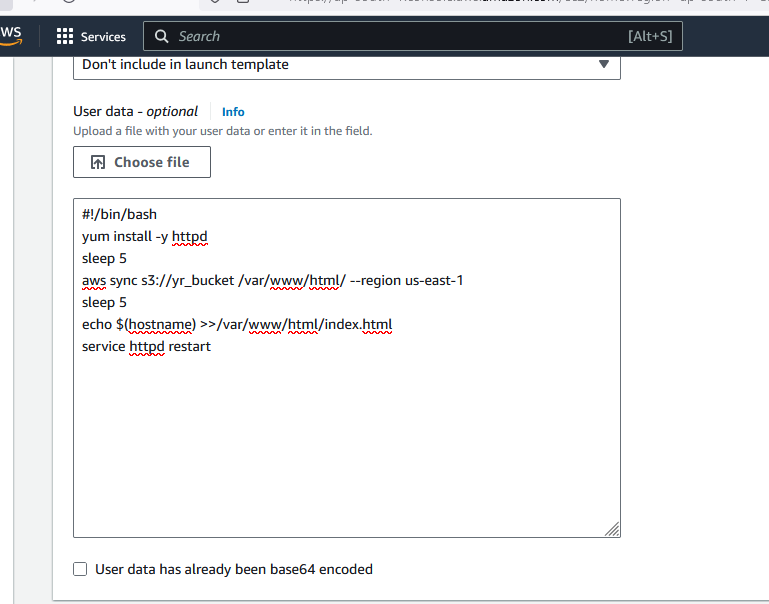 WS
Services
Search
[Alt+S]
Don't include in launch template
User data - optional
Info
Upload a file with your user data or enter it in the field.
Choose file
#!/bin/bash
yum install -y httpd
sleep 5
aws sync s3://yr_bucket /var/www/html/ --region us-east-1
sleep 5
echo $(hostname) >>/var/www/html/index.html
service httpd restart
User data has already been base64 encoded